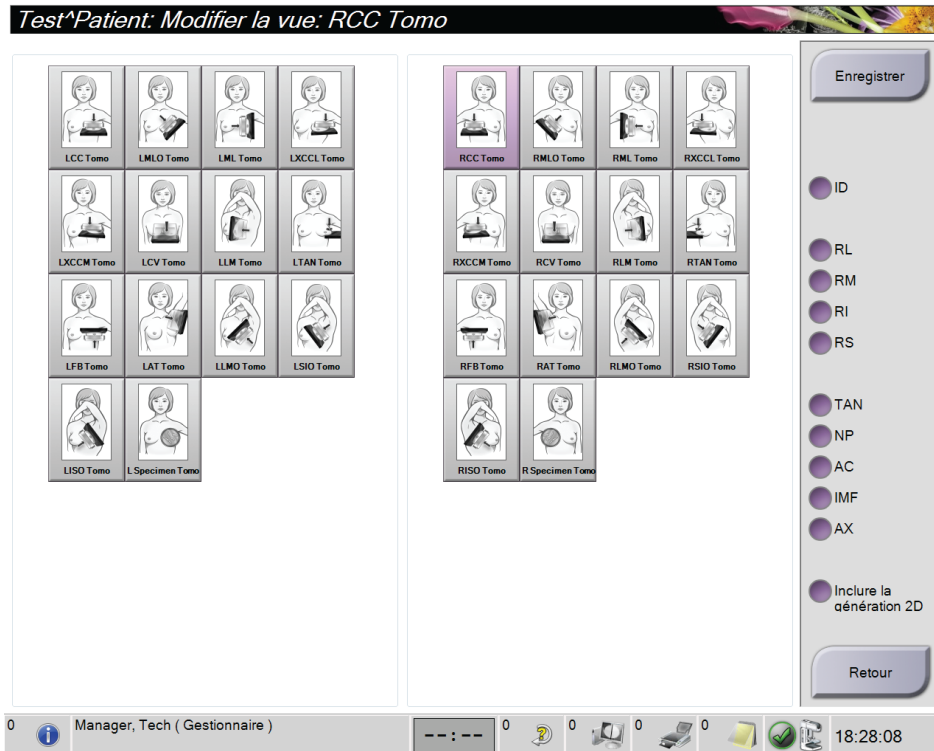 Test^Patient: Modifier la vue: RCC Tomo
LCC Tomo
LMLO Tomo
LML Tomo
LXCCL Tomo
LXCCM Tomo
LCV Tomo
LLM Tomo
LTAN Tomo
LFB Tomo
LAT Tomo
LLMO Tomo
LSIO Tomo
LISO Tomo
L Specimen Tomo
RCC Tomo
RMLO Tomo
RML Tomo
RXCCL Tomo
RXCCM Tomo
RCV Tomo
RLM Tomo
RTAN Tomo
RFB Tomo
RAT Tomo
RLMO Tomo
RSIO Tomo
RISO Tomo
R Specimen Tomo
Enregistrer
ID
RL
RM
RI
RS
TAN
NP
AC
IMF
AX
Inclure la
génération 2D
Retour
0
Manager, Tech ( Gestionnaire )
--:--
0
0
0
0
18:28:08